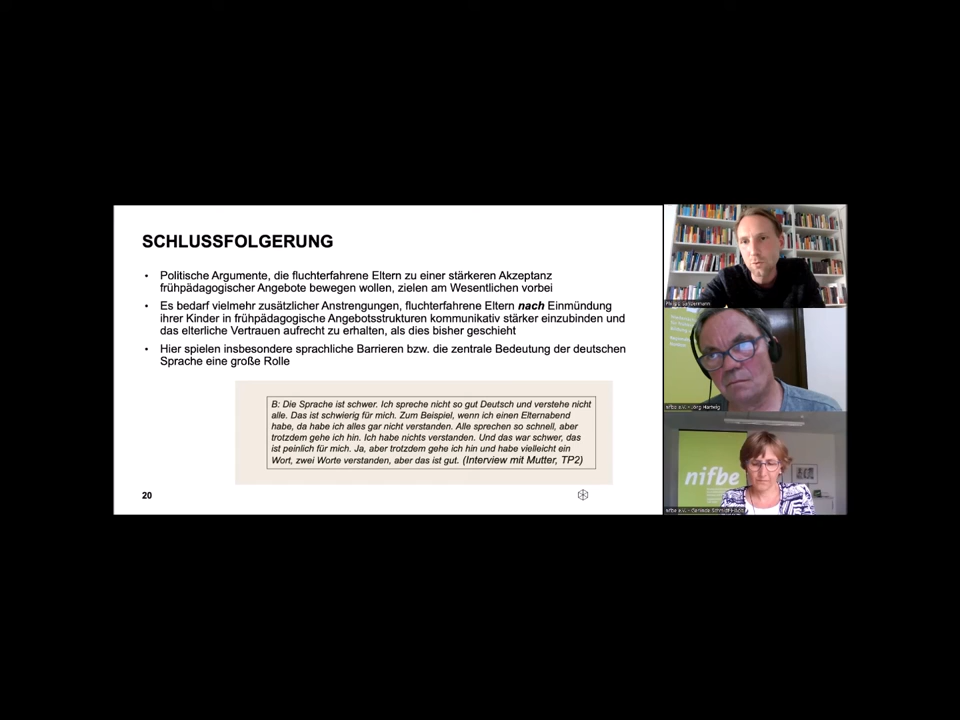 SCHLUSSFOLGERUNG
• Politische Argumente, die fluchterfahrene Eltern zu einer stärkeren Akzeptanz
frühpädagogischer Angebote bewegen wollen, zielen am Wesentlichen vorbei
• Es bedarf vielmehr zusätzlicher Anstrengungen, fluchterfahrene Eltern nach Einmündung
ihrer Kinder in frühpädagogische Angebotsstrukturen kommunikativ stärker einzubinden und
das elterliche Vertrauen aufrecht zu erhalten, als dies bisher geschieht
• Hier spielen insbesondere sprachliche Barrieren bzw. die zentrale Bedeutung der deutschen
Sprache eine große Rolle
B: Die Sprache ist schwer. Ich spreche nicht so gut Deutsch und verstehe nicht
alle. Das ist schwierig für mich. Zum Beispiel, wenn ich einen Elternabend
habe, da habe ich alles gar nicht verstanden. Alle sprechen so schnell, aber
trotzdem gehe ich hin. Ich habe nichts verstanden. Und das war schwer, das
ist peinlich für mich. Ja, aber trotzdem gehe ich hin und habe vielleicht ein
Wort, zwei Worte verstanden, aber das ist gut. (Interview mit Mutter, TP2)
20
nifbe e.V. - Jörg Hartwig
nifbe
nifbe e.V. -